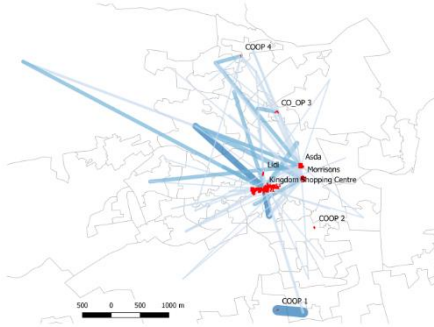 COOP 4
CO_OP 3
Asda
Lidl
Morrisons
Kingdom Shopping Centre
COOP 2
COOP 1
500 0 500 1000 m